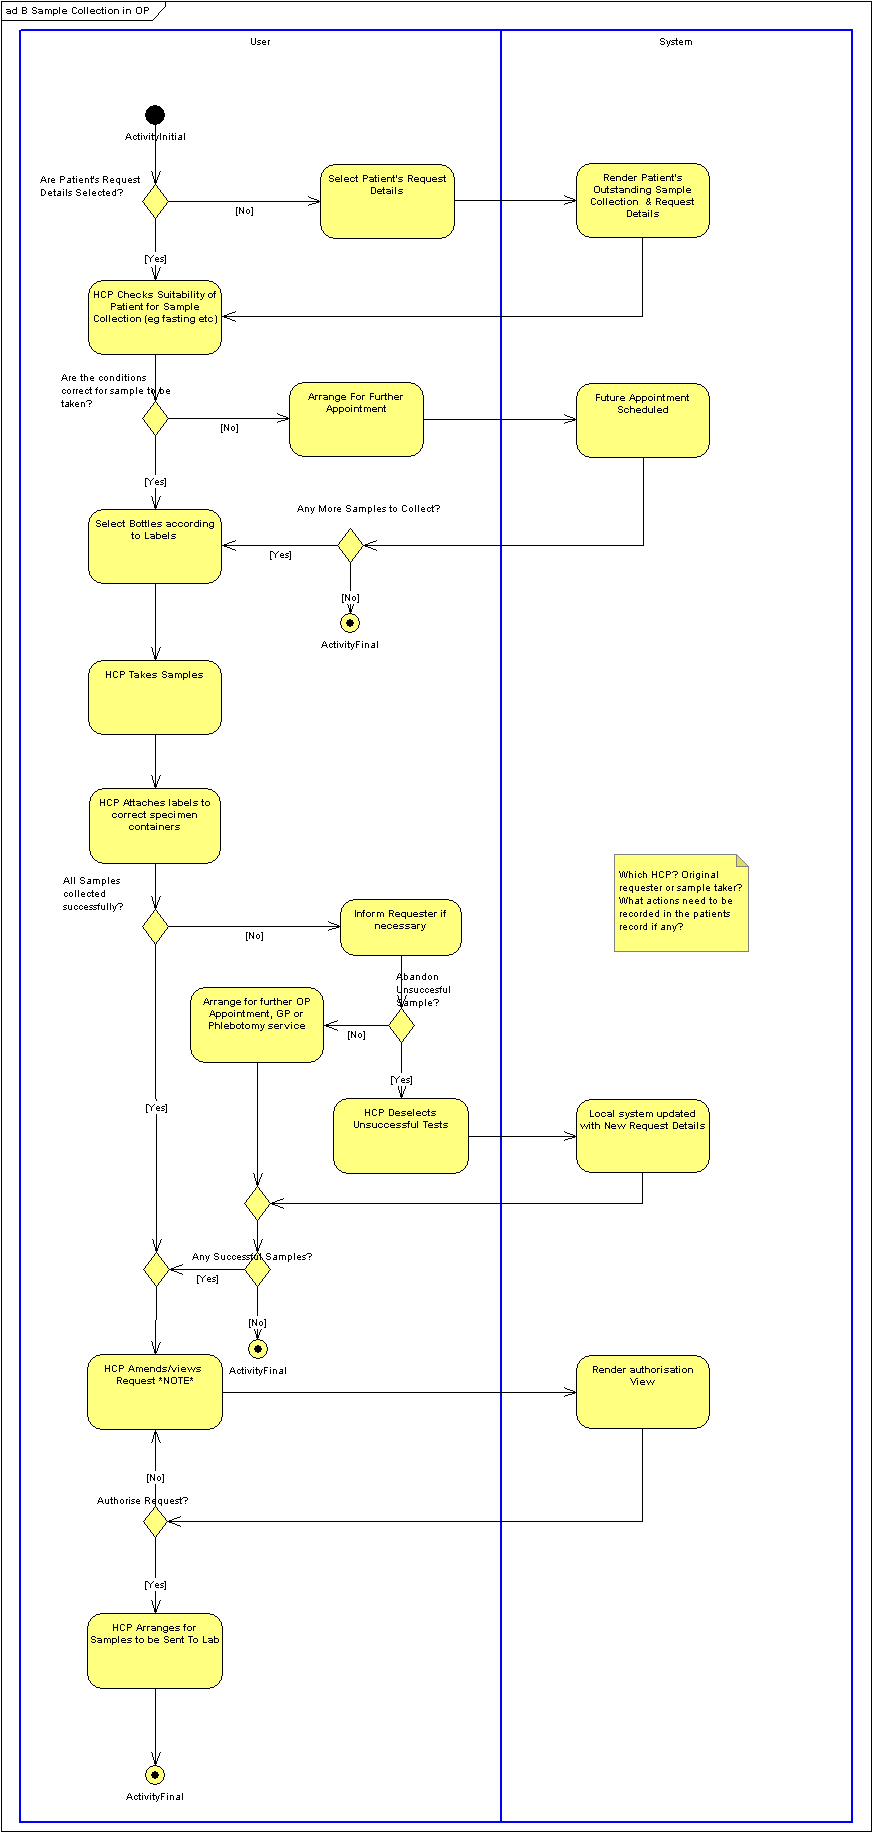 ad B Sample Collection in OP
User
System
ActivityInitial
Are Patient's Request
Details Selected?
[No]
Select Patient's Request
Details
Render Patient's
Outstanding Sample
Collection & Request
Details
[Yes]
HCP Checks Suitability of
Patient for Sample
Collection (eg fasting etc)
Are the conditions
correct for sample to be
taken?
[No]
Arrange For Further
Appointment
Future Appointment
Scheduled
[Yes]
Select Bottles according
to Labels
Any More Samples to Collect?
[Yes]
[No]
ActivityFinal
HCP Takes Samples
HCP Attaches labels to
correct specimen
containers
Which HCP? Original
requester or sample taker?
What actions need to be
recorded in the patients
record if any?
All Samples
collected
successfully?
[No]
Inform Requester if
necessary
Abandon
Unsuccesful
Sample?
Arrange for further OP
Appointment, GP or
Phlebotomy service
[No]
[Yes]
[Yes]
HCP Deselects
Unsuccessful Tests
Local system updated
with New Request Details
Any Successful Samples?
[Yes]
[No]
ActivityFinal
HCP Amends/views
Request *NOTE*
Render authorisation
View
[No]
Authorise Request?
[Yes]
HCP Arranges for
Samples to be Sent To Lab
ActivityFinal